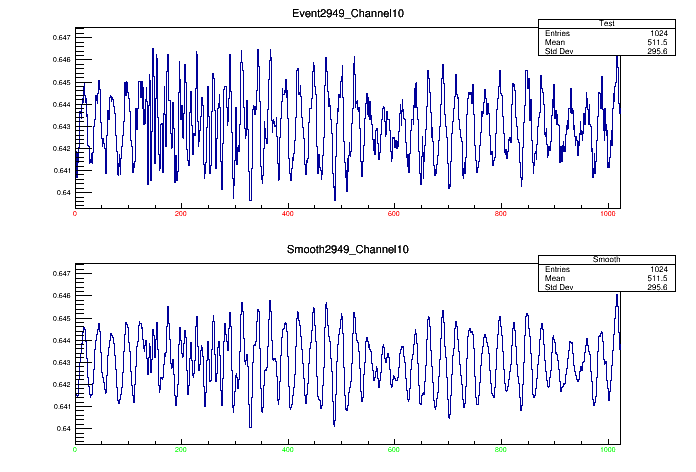 Event2949_Channel10
Test
Entries 1024
Mean 511.5
Std Dev 295.6
0.647
0.646
0.645
0.644
0.643
0.642
0.641
0.64
0 200 400 600 800 1000
Smooth2949_Channel10
Smooth
Entries 1024
Mean 511.5
Std Dev 295.6
0.647
0.646
0.645
0.644
0.643
0.642
0.641
0.64
0 200 400 600 800 1000